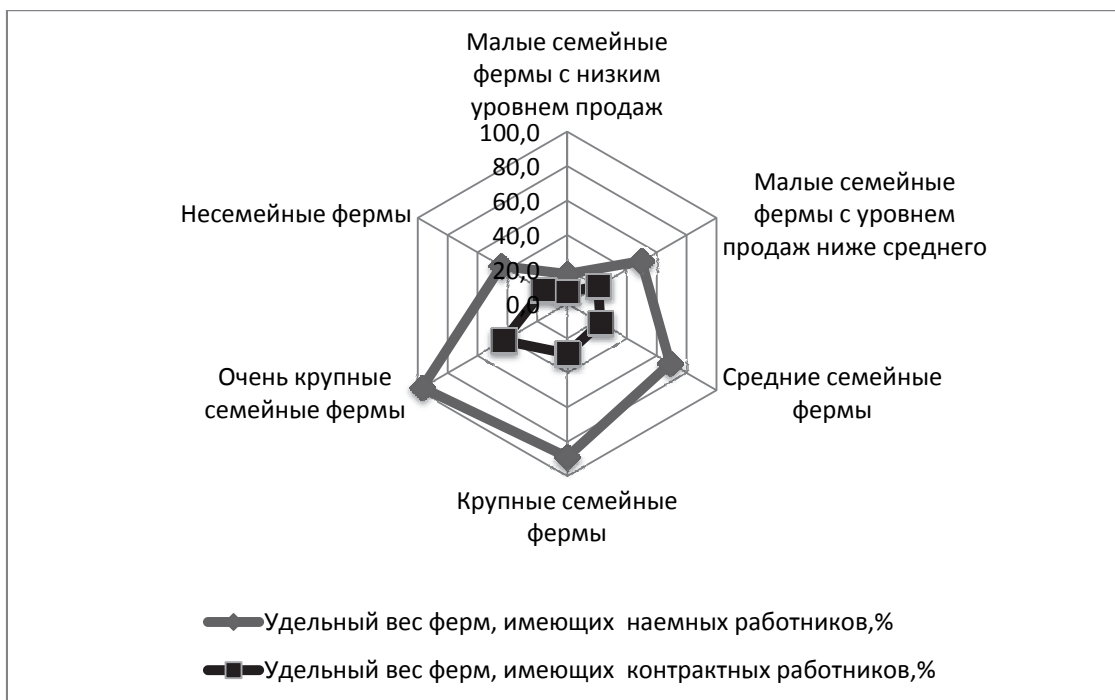 Малые семейные
фермы с низким
уровнем продаж
100,0
80,0
60,0
40,0
20,0
0,0
Малые семейные
фермы с уровнем
продаж ниже среднего
Несемейные фермы
Очень крупные
семейные фермы
Средние семейные
фермы
Крупные семейные
фермы
Удельный вес ферм, имеющих  наемных работников,%
Удельный вес ферм, имеющих  контрактных работников,%